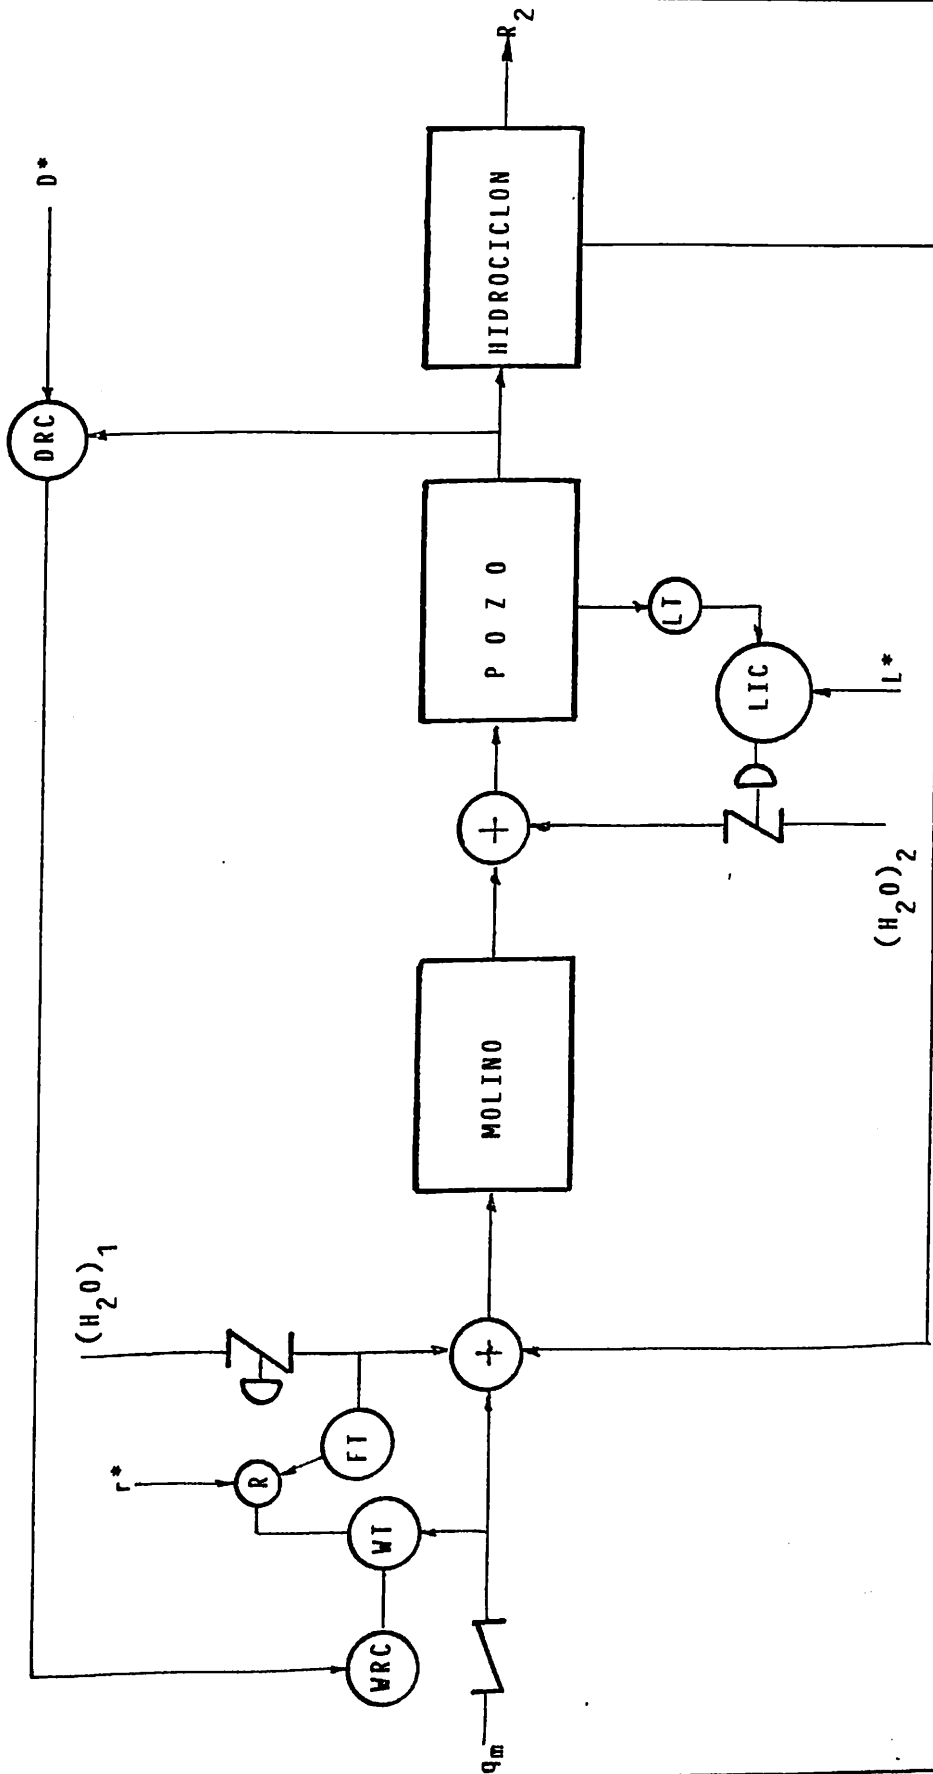 D*
DRC
R₂
HIDROCICLON
POZO
LT
LIC
L*
(H₂O)₂
MOLINO
(H₂O)₁
r*
R
FT
WT
WRC
qm